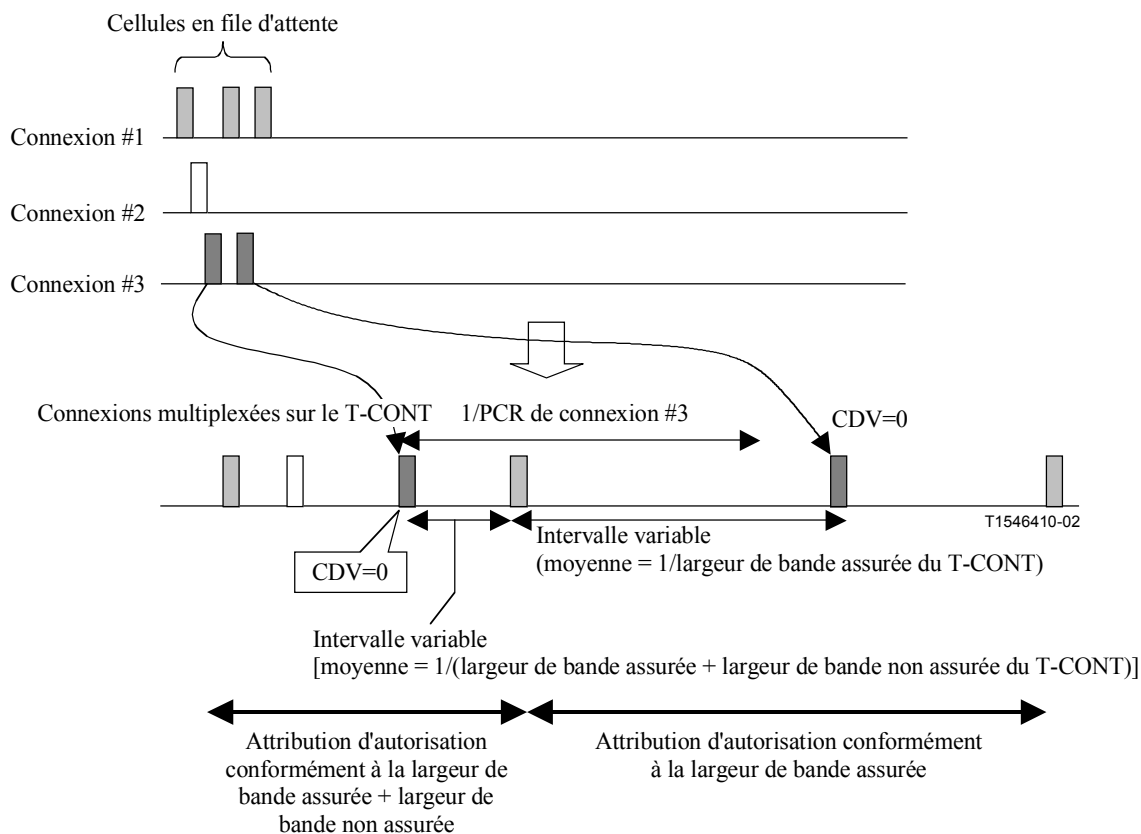 Cellules en file d'attente
Connexion #1
Connexion #2
Connexion #3
Connexions multiplexées sur le T-CONT
1/PCR de connexion #3
CDV=0
T1546410-02
CDV=0
Intervalle variable
(moyenne = 1/largeur de bande assurée du T-CONT)
Intervalle variable
[moyenne = 1/(largeur de bande assurée + largeur de bande non assurée du T-CONT)]
Attribution d'autorisation
conformément à la largeur de
bande assurée + largeur de
bande non assurée
Attribution d'autorisation conformément
à la largeur de bande assurée